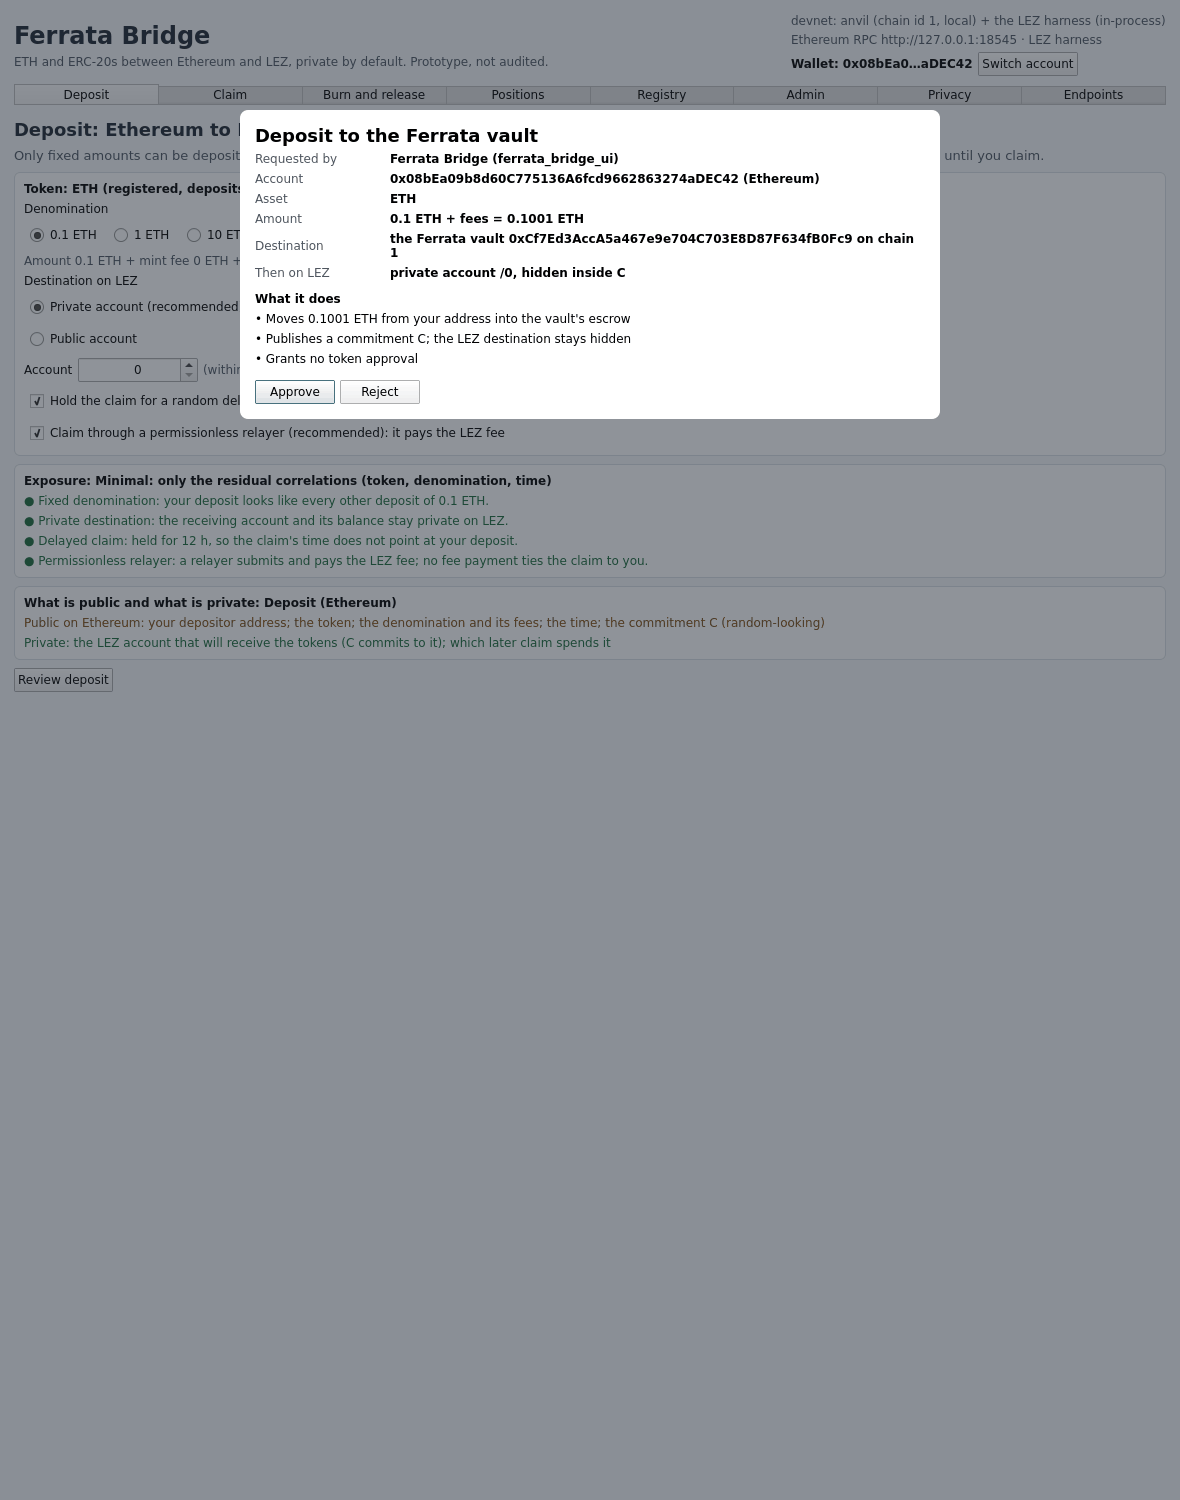 Ferrata Bridge
ETH and ERC-20s between Ethereum and LEZ, private by default. Prototype, not audited.
devnet: anvil (chain id 1, local) + the LEZ harness (in-process)
Ethereum RPC http://127.0.0.1:18545 · LEZ harness
Wallet: 0x08bEa0…aDEC42 Switch account
Deposit Claim Burn and release Positions Registry Admin Privacy Endpoints
Deposit: Ethereum to
Only fixed amounts can be deposit
until you claim.
Token: ETH (registered, deposits
Denomination
0.1 ETH 1 ETH 10 ET
Amount 0.1 ETH + mint fee 0 ETH +
Destination on LEZ
Private account (recommended
Public account
Account 0 (within
Hold the claim for a random del
Claim through a permissionless relayer (recommended): it pays the LEZ fee
Deposit to the Ferrata vault
Requested by Ferrata Bridge (ferrata_bridge_ui)
Account 0x08bEa09b8d60C775136A6fcd9662863274aDEC42 (Ethereum)
Asset ETH
Amount 0.1 ETH + fees = 0.1001 ETH
Destination the Ferrata vault 0xCf7Ed3AccA5a467e9e704C703E8D87F634fB0Fc9 on chain
1
Then on LEZ private account /0, hidden inside C
What it does
• Moves 0.1001 ETH from your address into the vault's escrow
• Publishes a commitment C; the LEZ destination stays hidden
• Grants no token approval
Approve Reject
Exposure: Minimal: only the residual correlations (token, denomination, time)
● Fixed denomination: your deposit looks like every other deposit of 0.1 ETH.
● Private destination: the receiving account and its balance stay private on LEZ.
● Delayed claim: held for 12 h, so the claim's time does not point at your deposit.
● Permissionless relayer: a relayer submits and pays the LEZ fee; no fee payment ties the claim to you.
What is public and what is private: Deposit (Ethereum)
Public on Ethereum: your depositor address; the token; the denomination and its fees; the time; the commitment C (random-looking)
Private: the LEZ account that will receive the tokens (C commits to it); which later claim spends it
Review deposit